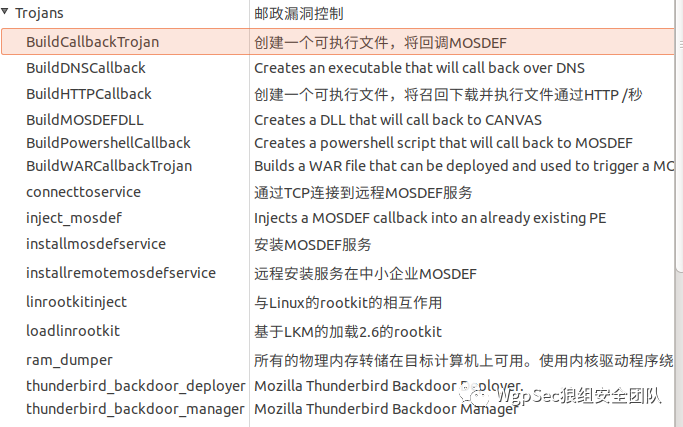 Trojans 邮政漏洞控制
BuildCallbackTrojan 创建一个可执行文件，将回调MOSDEF
BuildDNSCallback Creates an executable that will call back over DNS
BuildHTTPCallback 创建一个可执行文件，将召回下载并执行文件通过HTTP /秒
BuildMOSDEFDLL Creates a DLL that will call back to CANVAS
BuildPowershellCallback Creates a powershell script that will call back to MOSDEF
BuildWARCallbackTrojan Builds a WAR file that can be deployed and used to trigger a MO
connecttoservice 通过TCP连接到远程MOSDEF服务
inject_mosdef Injects a MOSDEF callback into an already existing PE
installmosdefservice 安装MOSDEF服务
installremotemosdefservice 远程安装服务在中小企业MOSDEF
linrootkitinject 与Linux的rootkit的相互作用
loadlinrootkit 基于LKM的加载2.6的rootkit
ram_dumper 所有的物理内存转储在目标计算机上可用。使用内核驱动程序绕
thunderbird_backdoor_deployer Mozilla Thunderbird Backdoor Deployer.
thunderbird_backdoor_manager Mozilla Thunderbird Backdoor Manager
WgpSec狼组安全团队